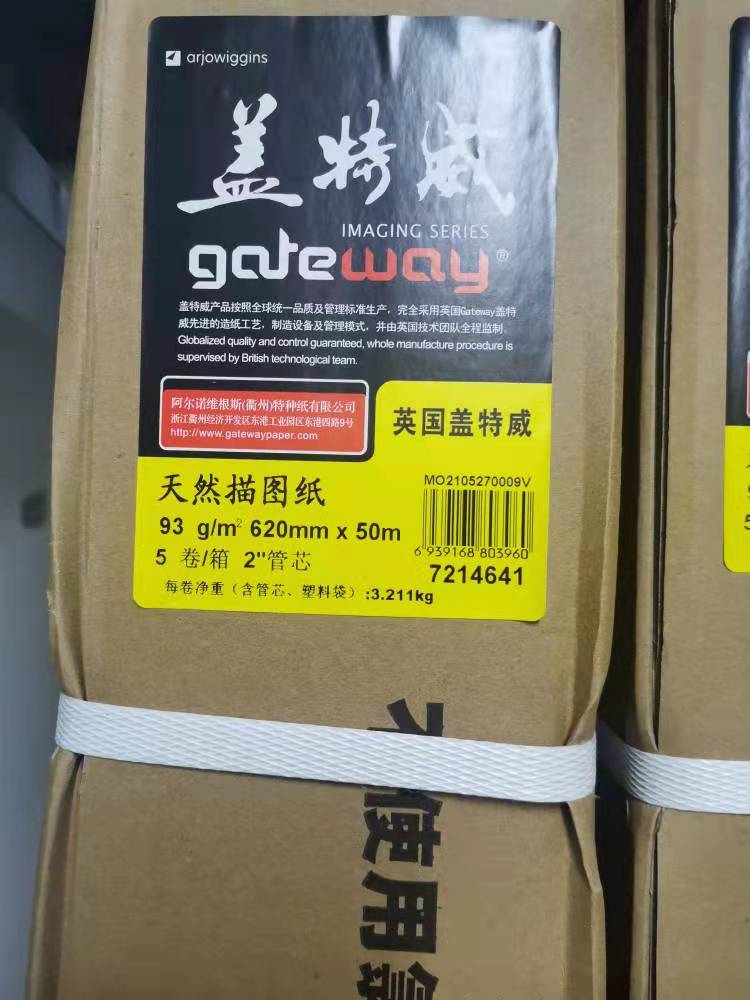 arjowiggins
盖特威
IMAGING SERIES
gateway®
盖特威产品按照全球统一品质及管理标准生产，完全采用英国Gateway盖特
威先进的造纸工艺，制造设备及管理模式，并由英国技术团队全程监制.
Globalized quality and control guaranteed, whole manufacture procedure is
supervised by British technological team.
阿尔诺维根斯(衢州)特种纸有限公司
浙江衢州经济开发区东港工业园区东港四路9号
http://www.gatewaypaper.com
英国盖特威
天然描图纸
MO2105270009V
93 g/m² 620mm x 50m
6 939168 803960
5 卷/箱 2"管芯
7214641
每卷净重（含管芯、塑料袋）:3.211kg
使用